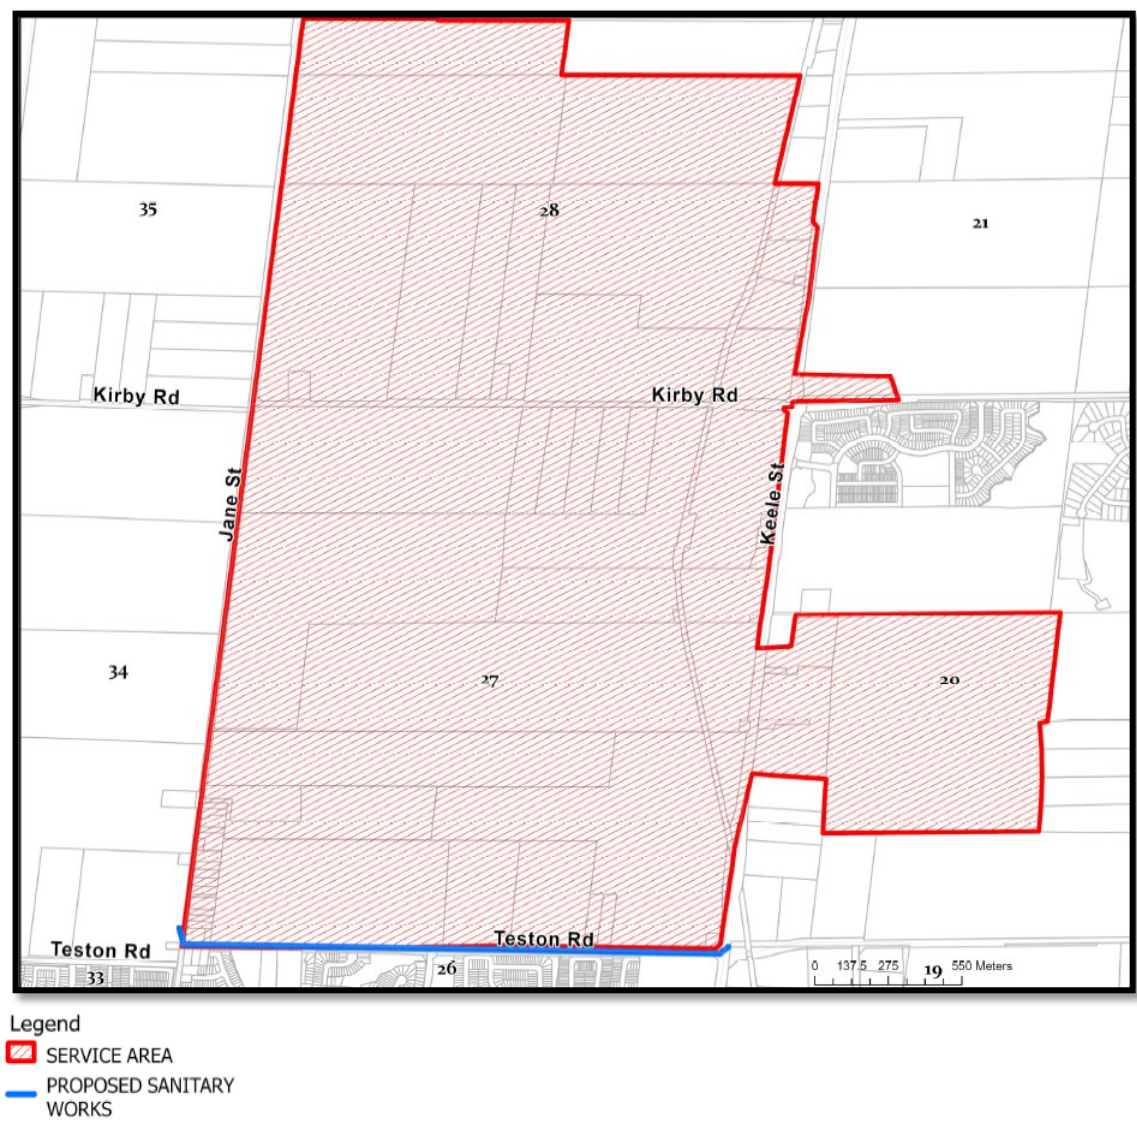 35
28
21
Kirby Rd
Kirby Rd
Jane St
Keele St
34
27
20
Teston Rd
Teston Rd
33
26
0 137.5 275 19 550 Meters
Legend
SERVICE AREA
PROPOSED SANITARY
WORKS